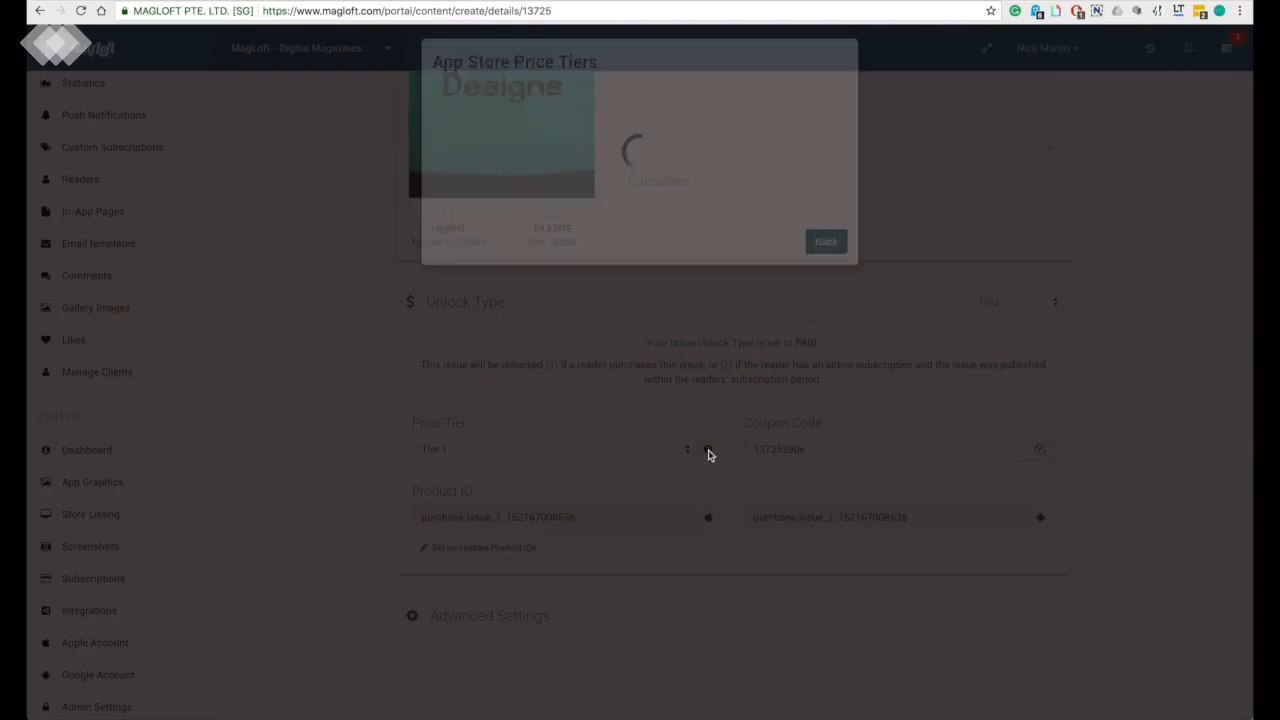 MAGLOFT PTE. LTD. [SG]
https://www.magloft.com/portal/content/create/details/13725
MagLoft - Digital Magazines
Nick Martin
1
App Store Price Tiers
Designs
Back
Statistics
Push Notifications
Custom Subscriptions
Readers
In-App Pages
Email templates
Comments
Gallery Images
Likes
Manage Clients
Dashboard
App Graphics
Store Listing
Screenshots
Subscriptions
Integrations
Apple Account
Google Account
Admin Settings
$ Unlock Type
Paid
Your Issue Unlock Type is set to PAID
This issue will be unlocked (1) if a reader purchases this issue, or (2) if the reader has an active subscription and the issue was published
within the readers' subscription period.
Price Tier
Coupon Code
Tier 1
13725590e
Product ID
purchase.issue_1_152167008638
purchase.issue_1_152167008638
Set up custom Product IDs
Advanced Settings